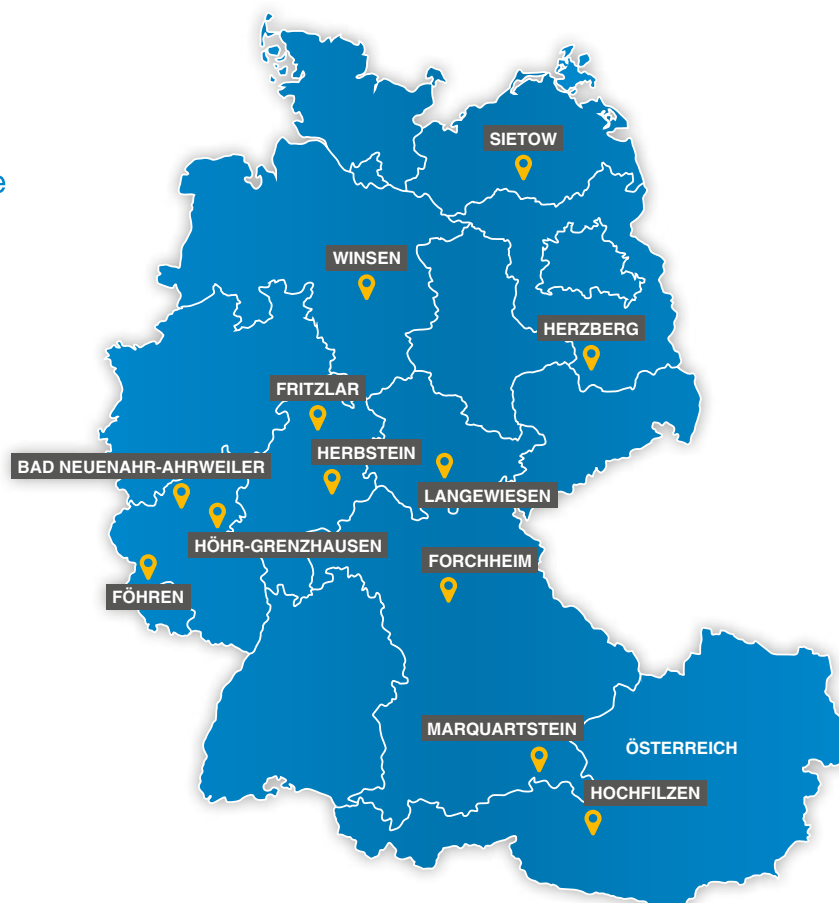 SIETOW
e
WINSEN
HERZBERG
FRITZLAR
HERBSTEIN
BAD NEUENAHR-AHRWEILER
LANGEWIESEN
HÖHR-GRENZHAUSEN
FORCHHEIM
FÖHREN
MARQUARTSTEIN
ÖSTERREICH
HOCHFILZEN